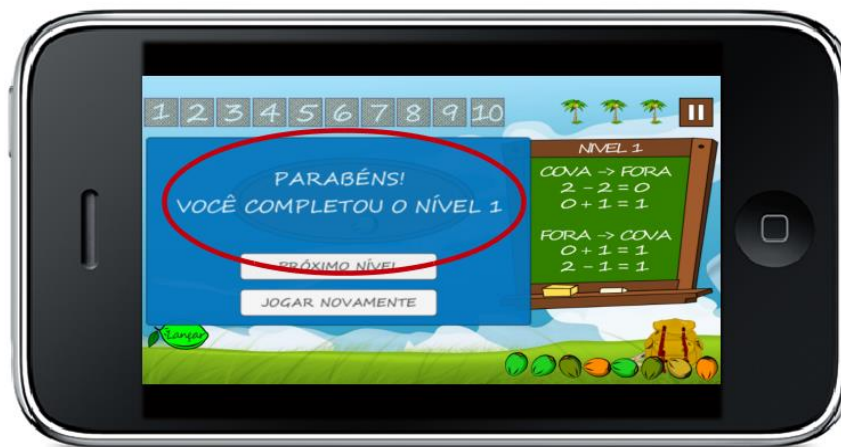 1 2 3 4 5 6 7 8 9 10
PARABÉNS!
VOCÊ COMPLETOU O NÍVEL 1
PRÓXIMO NÍVEL
JOGAR NOVAMENTE
Lançar
NIVEL 1
COVA -> FORA
2 - 2 = 0
0 + 1 = 1
FORA -> COVA
0 + 1 = 1
2 - 1 = 1